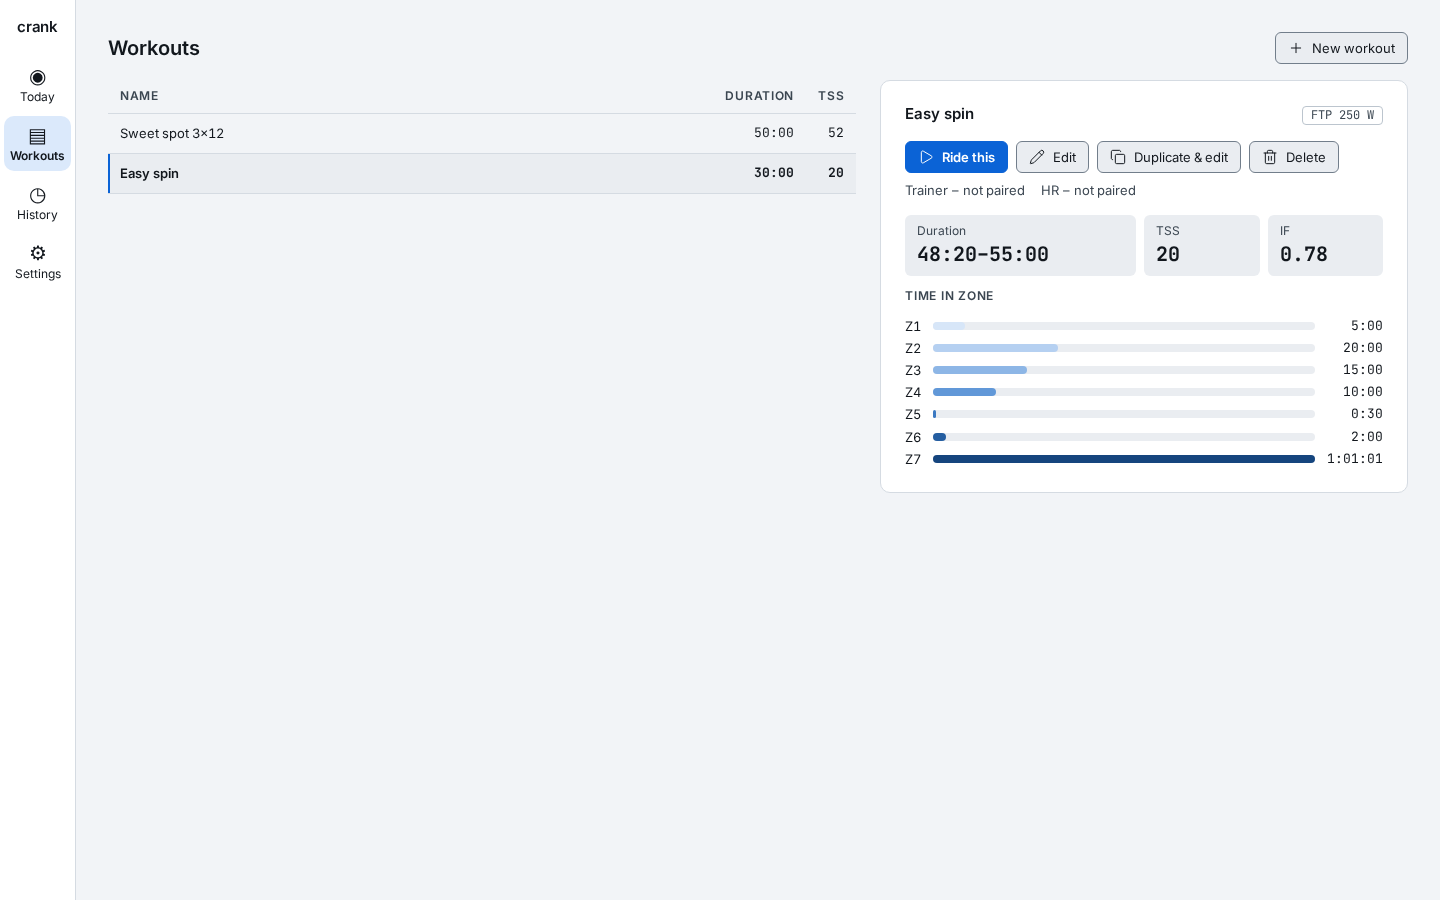 crank
Today
Workouts
History
Settings
Workouts
New workout
NAME DURATION TSS
Sweet spot 3×12 50:00 52
Easy spin 30:00 20
Easy spin FTP 250 W
Ride this Edit Duplicate & edit Delete
Trainer – not paired HR – not paired
Duration TSS IF
48:20–55:00 20 0.78
TIME IN ZONE
Z1 5:00
Z2 20:00
Z3 15:00
Z4 10:00
Z5 0:30
Z6 2:00
Z7 1:01:01